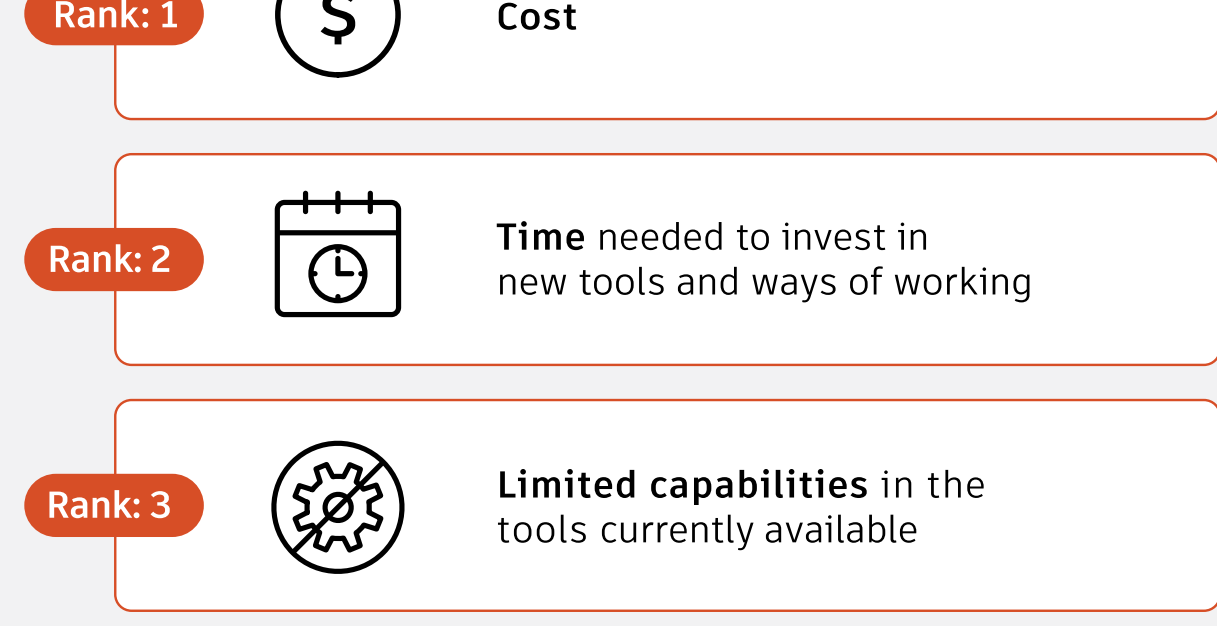 Rank: 1
$
Cost
Rank: 2
Time needed to invest in
new tools and ways of working
Rank: 3
Limited capabilities in the
tools currently available